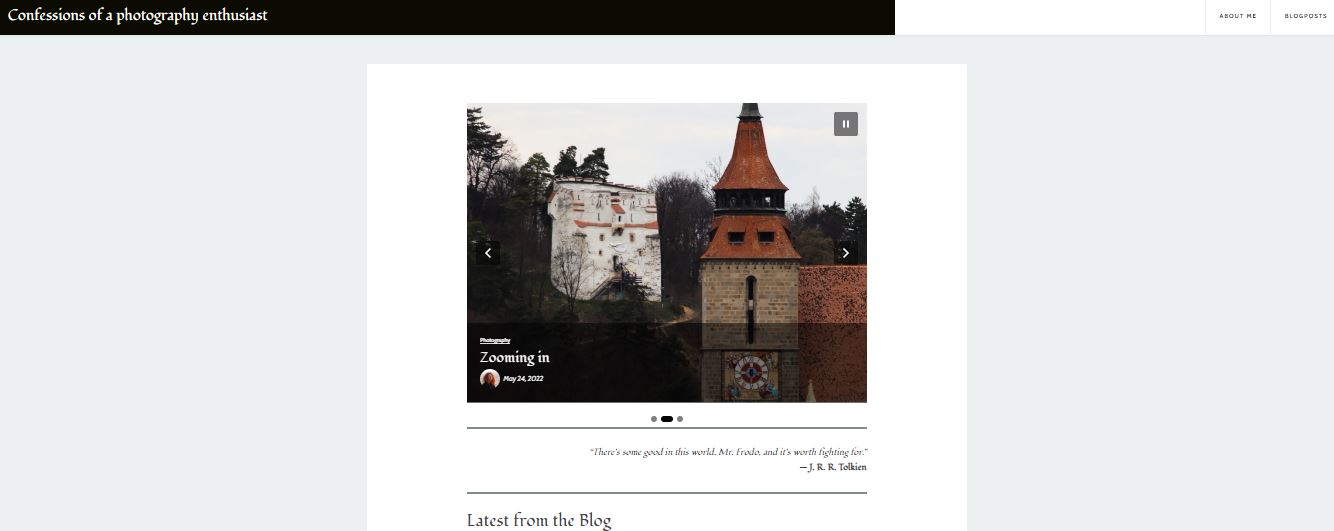 Confessions of a photography enthusiast
ABOUT ME
BLOGPOSTS
Photography
Zooming in
May 24, 2022
“There’s some good in this world, Mr. Frodo, and it’s worth fighting for.”
— J. R. R. Tolkien
Latest from the Blog